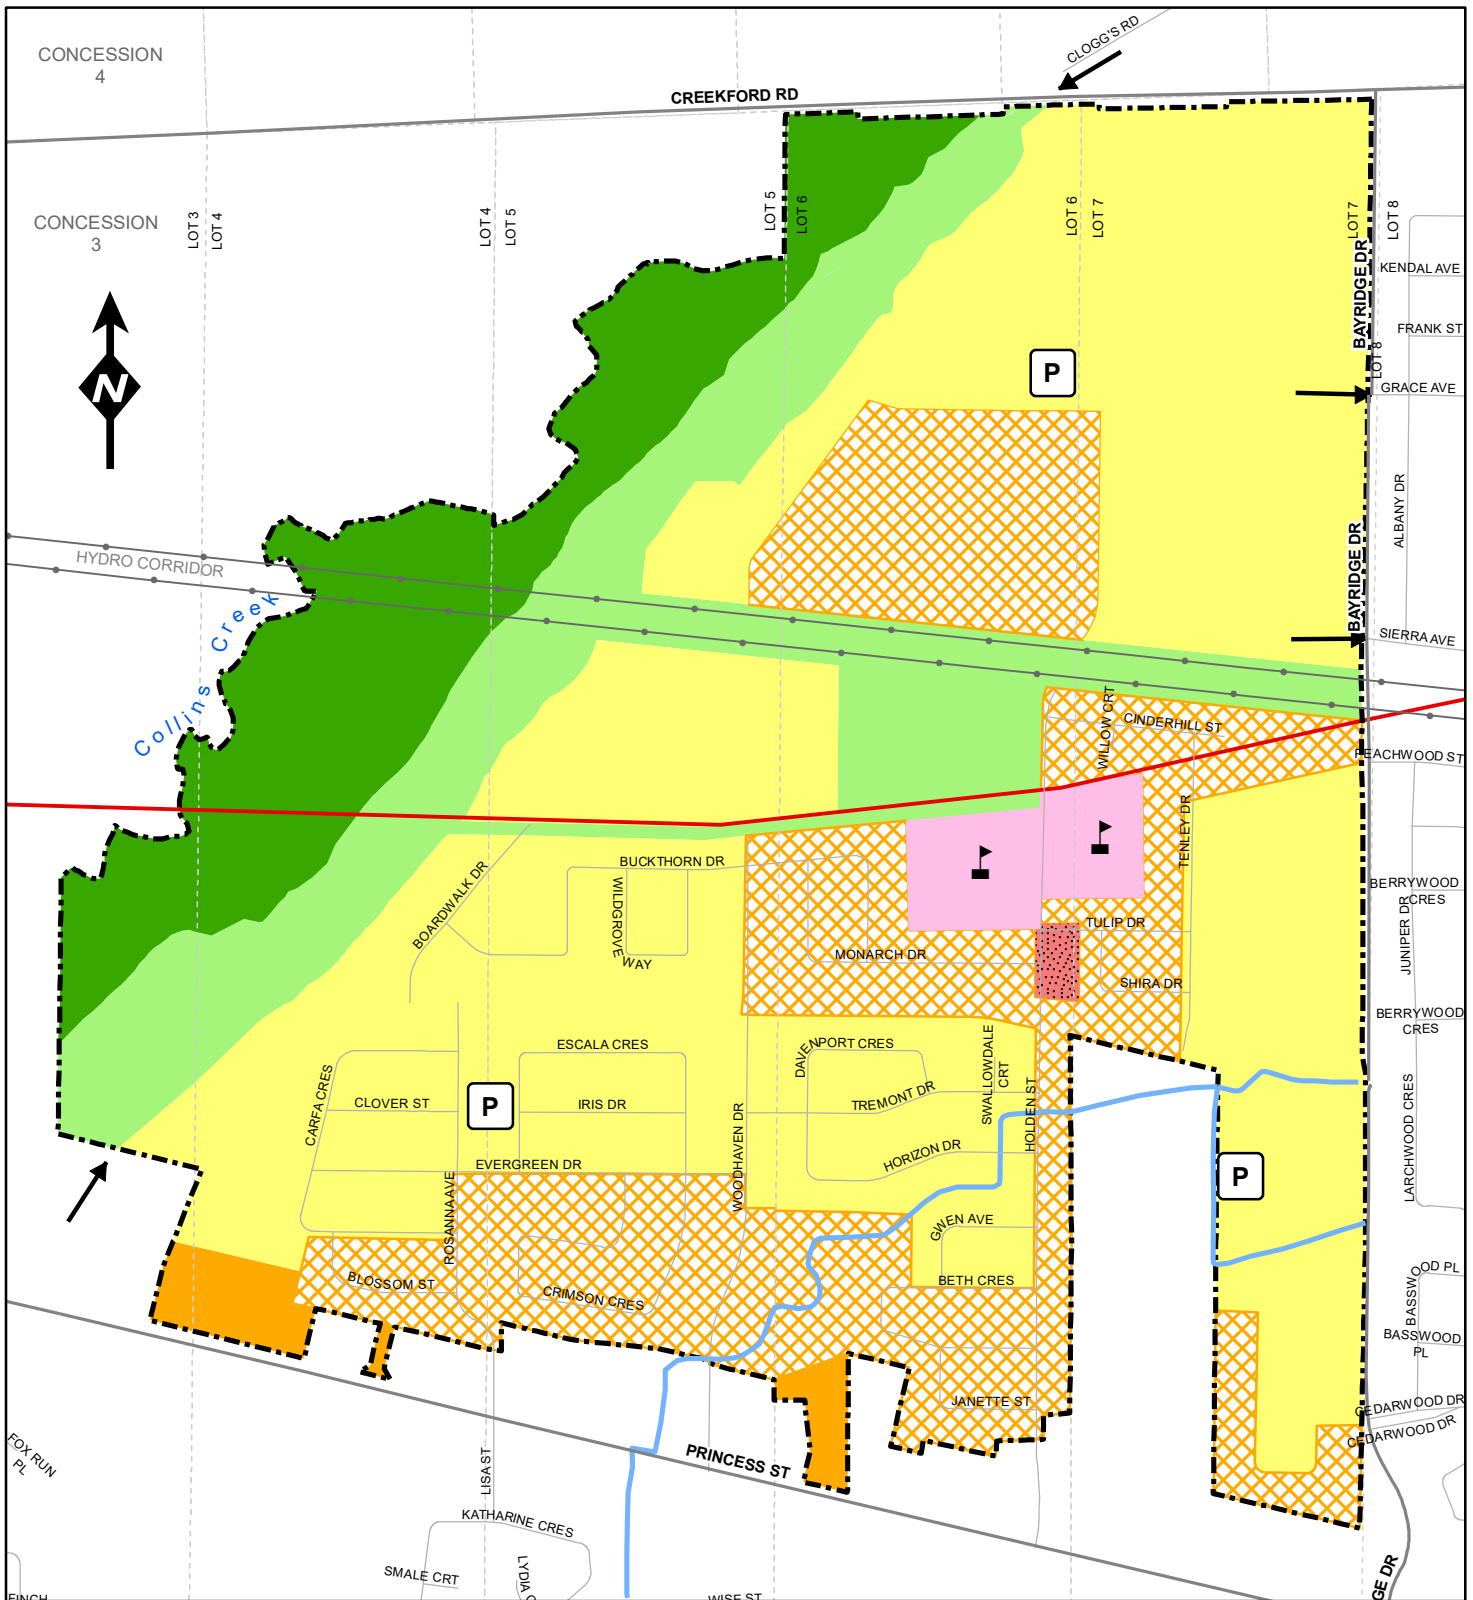 CLOGG'S RD
CONCESSION
4
CREEKFORD RD
CONCESSION
3
LOT 3
LOT 4
LOT 4
LOT 5
LOT 5
LOT 6
LOT 6
LOT 7
LOT 7
LOT 8
BAYRIDGE DR
KENDAL AVE
FRANK ST
LOT 8
GRACE AVE
P
N
ALBANY DR
HYDRO CORRIDOR
Collins Creek
BAYRIDGE DR
SIERRA AVE
WILLOW CRT
CINDERHILL ST
PEACHWOOD ST
TENLEY DR
BUCKTHORN DR
BOARDWALK DR
WILDGROVE
WAY
BERRYWOOD
CRES
JUNIPER DR
TULIP DR
MONARCH DR
SHIRA DR
BERRYWOOD
CRES
ESCALA CRES
DAVENPORT CRES
SWALLOWDALE
CRT
CARFA CRES
CLOVER ST
P
IRIS DR
TREMONT DR
HOLDEN ST
LARCHWOOD CRES
WOODHAVEN DR
HORIZON DR
EVERGREEN DR
P
ROSANNA AVE
GWEN AVE
BLOSSOM ST
CRIMSON CRES
BETH CRES
BASSWOOD PL
BASSWOOD
PL
JANETTE ST
CEDARWOOD DR
CEDARWOOD DR
FOX RUN
PL
PRINCESS ST
LISA ST
KATHARINE CRES
SMALE CRT
LYDIA C
WISE ST
FINCH
GE DR